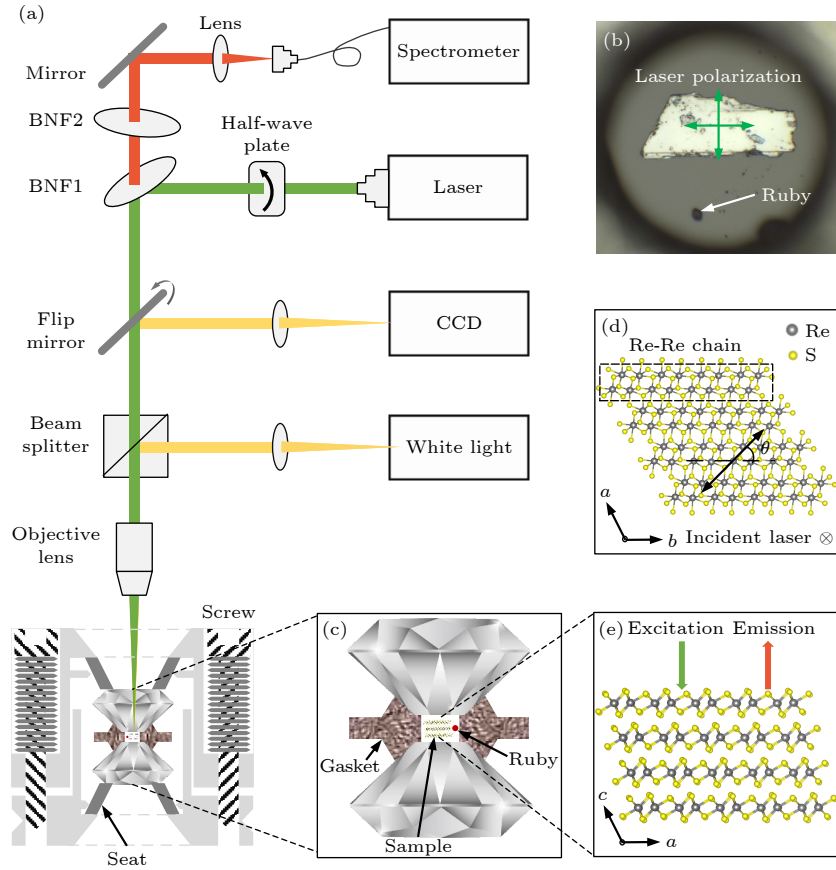 (a)
Lens
Spectrometer
Mirror
BNF2
Half-wave
plate
BNF1
Laser
Flip
mirror
CCD
Beam
splitter
White light
Objective
lens
Screw
Seat
(b)
Laser polarization
Ruby
(c)
Gasket
Ruby
Sample
(d)
Re
S
Re-Re chain
θ
a
b
Incident laser ⊗
(e)
Excitation Emission
c
a